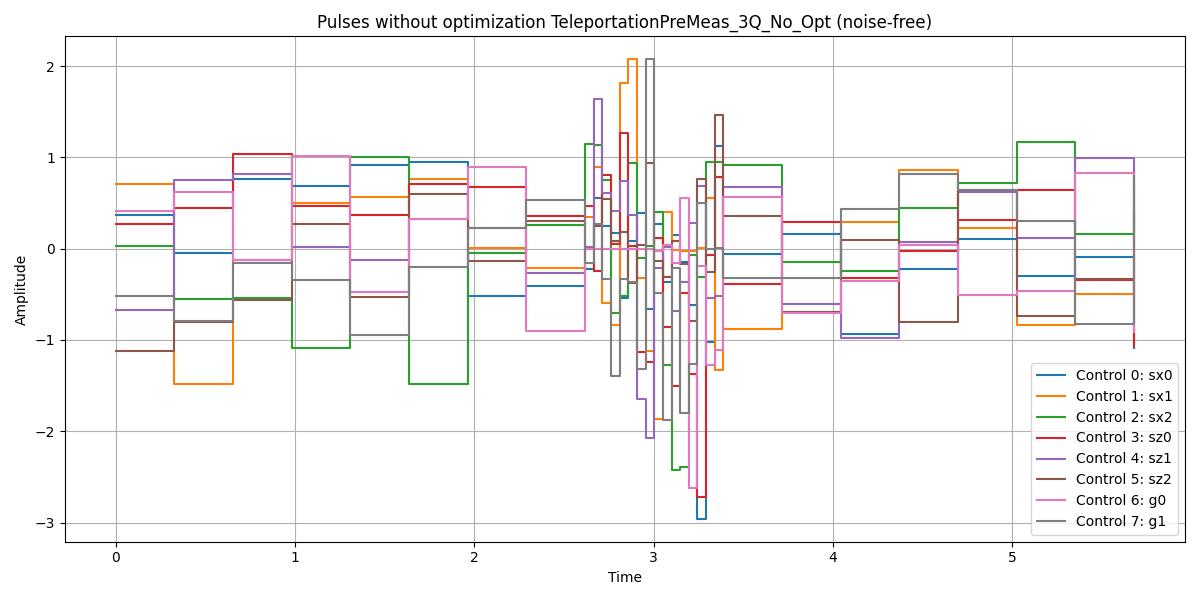 Pulses without optimization TeleportationPreMeas_3Q_No_Opt (noise-free)
Amplitude
2
1
0
−1
−2
−3
0
1
2
3
4
5
Time
Control 0: sx0
Control 1: sx1
Control 2: sx2
Control 3: sz0
Control 4: sz1
Control 5: sz2
Control 6: g0
Control 7: g1